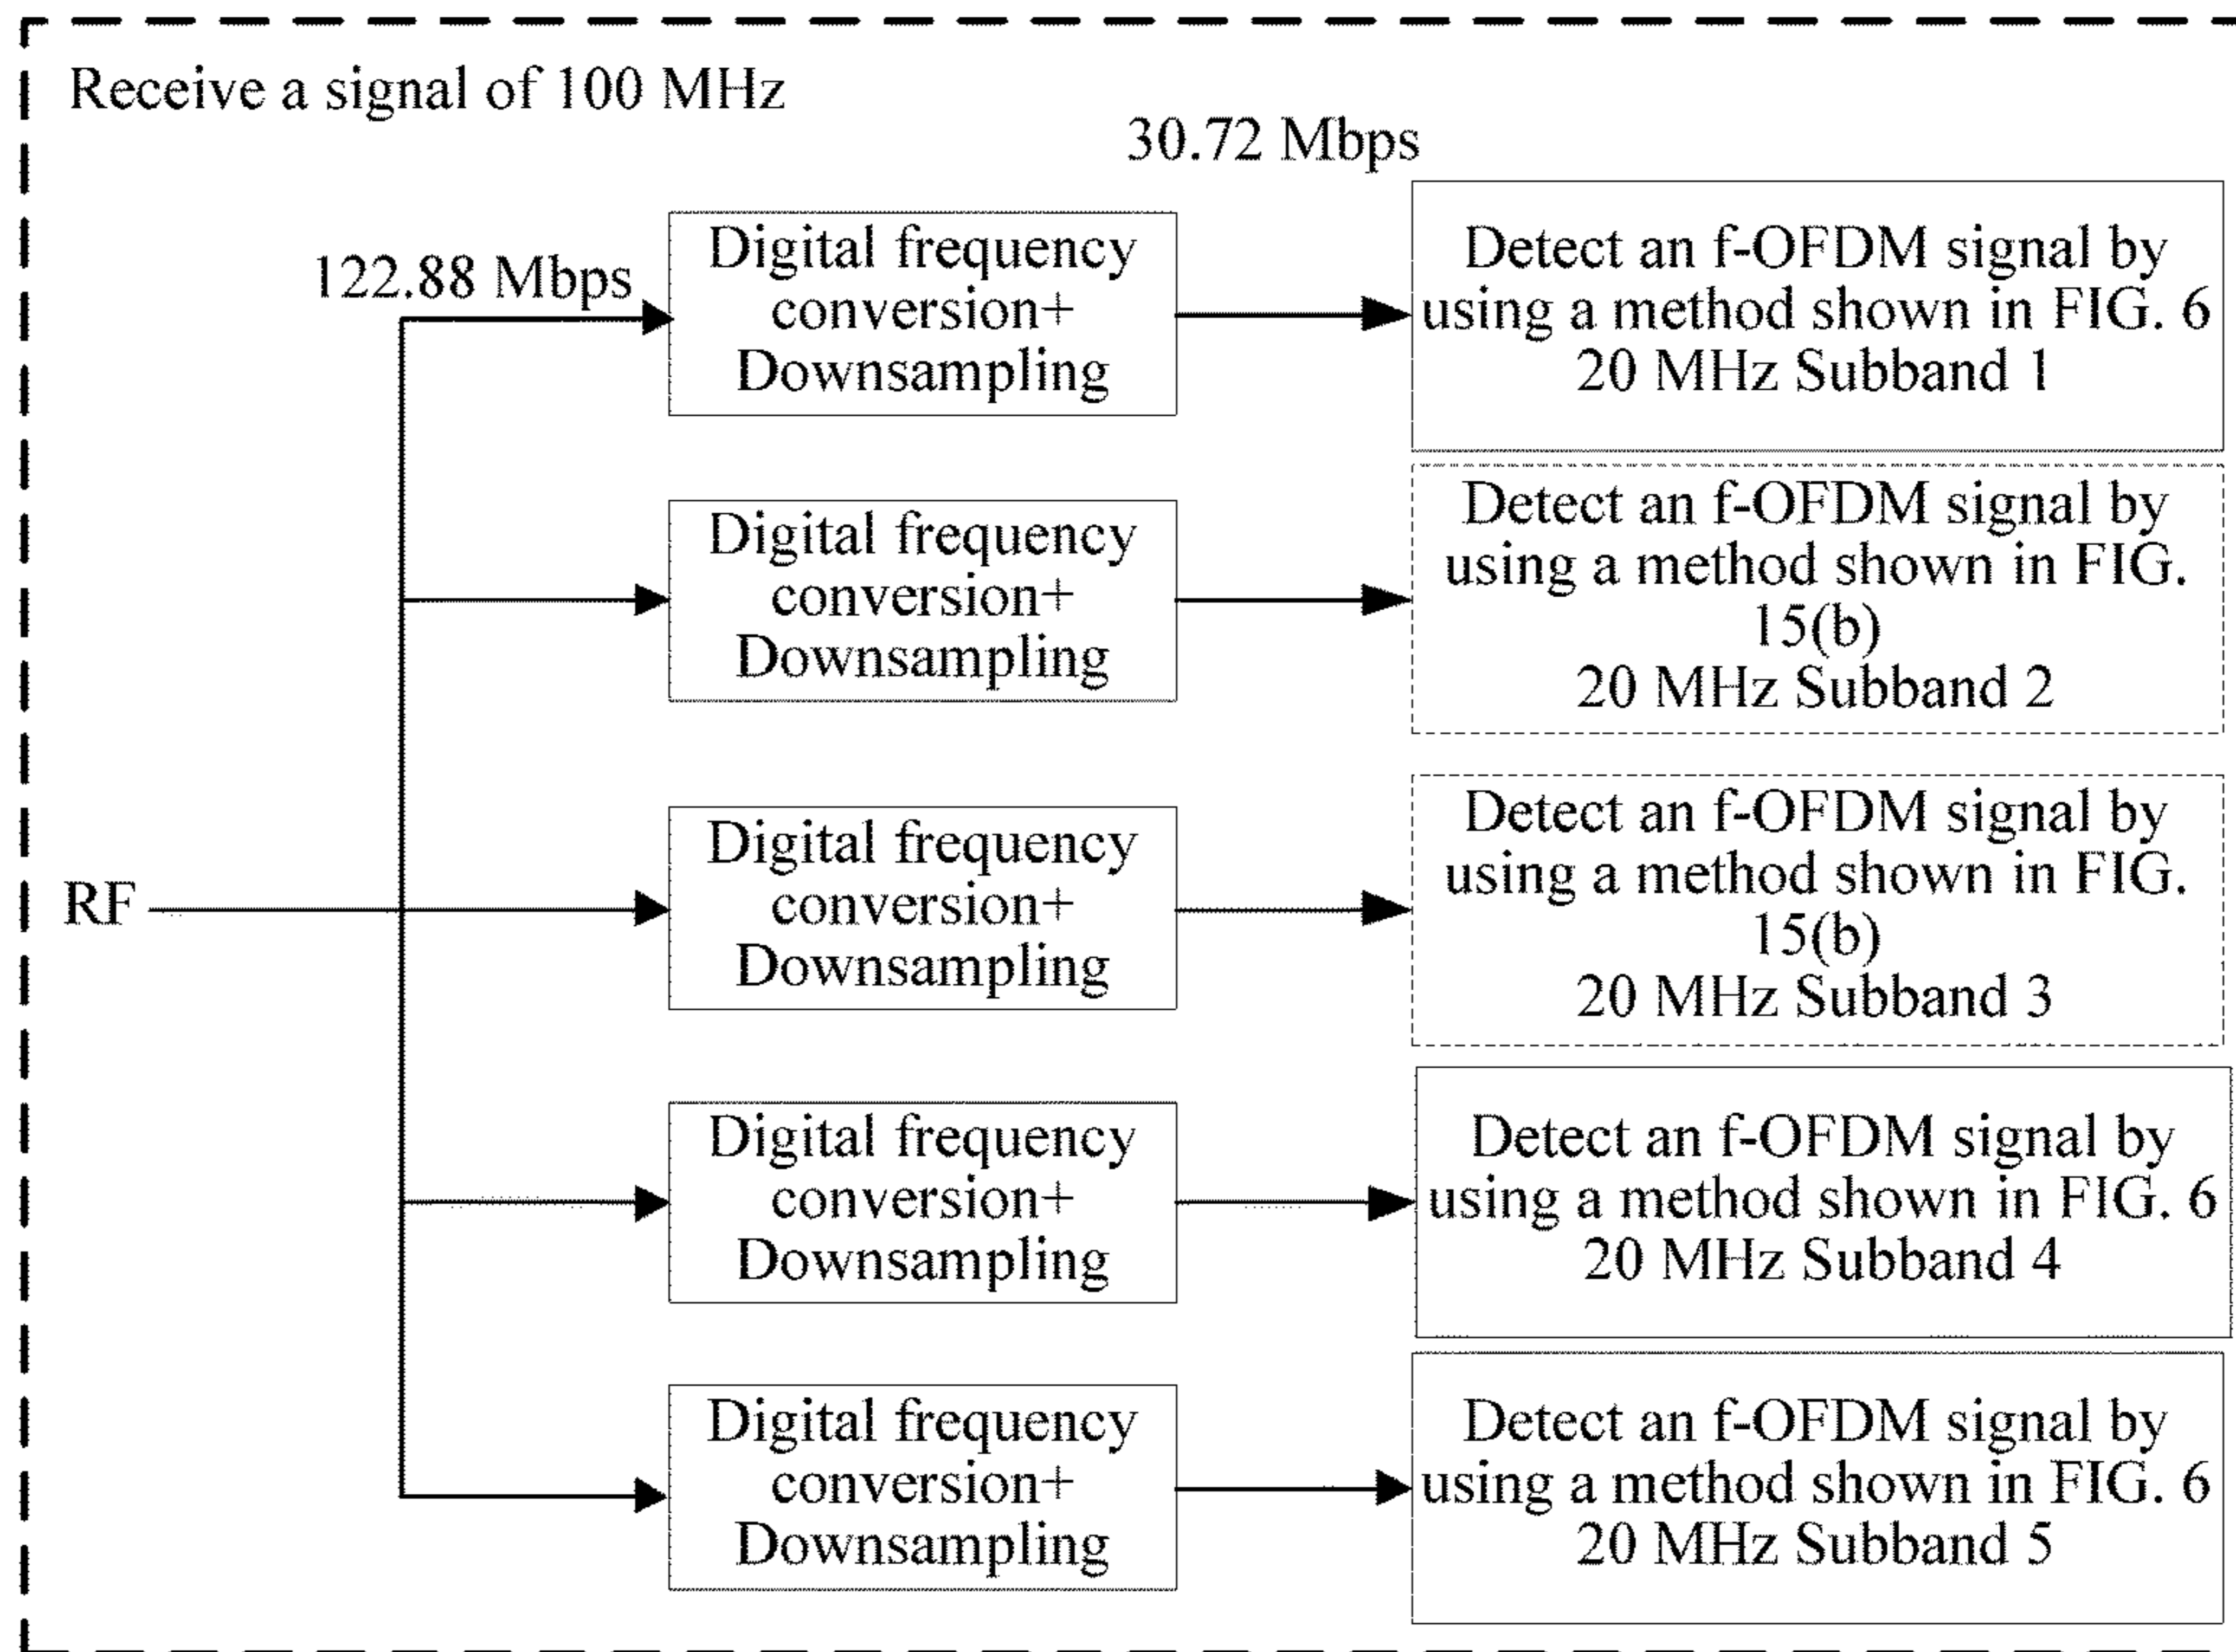 Receive a signal of 100 MHz
30.72 Mbps
122.88 Mbps
Digital frequency
conversion+
Downsampling
Detect an f-OFDM signal by
using a method shown in FIG. 6
20 MHz Subband 1
Digital frequency
conversion+
Downsampling
Detect an f-OFDM signal by
using a method shown in FIG.
15(b)
20 MHz Subband 2
RF
Digital frequency
conversion+
Downsampling
Detect an f-OFDM signal by
using a method shown in FIG.
15(b)
20 MHz Subband 3
Digital frequency
conversion+
Downsampling
Detect an f-OFDM signal by
using a method shown in FIG. 6
20 MHz Subband 4
Digital frequency
conversion+
Downsampling
Detect an f-OFDM signal by
using a method shown in FIG. 6
20 MHz Subband 5